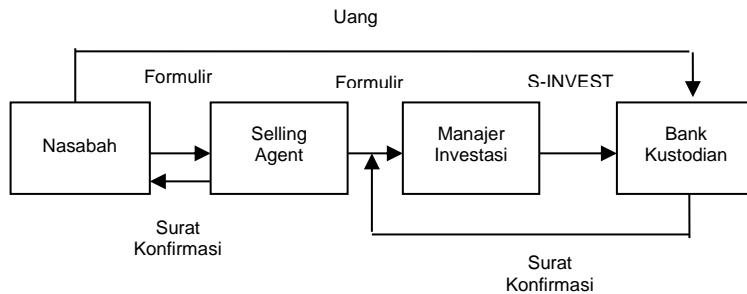 Uang
Formulir
Formulir
S-INVEST
Nasabah
Selling
Agent
Manajer
Investasi
Bank
Kustodian
Surat
Konfirmasi
Surat
Konfirmasi